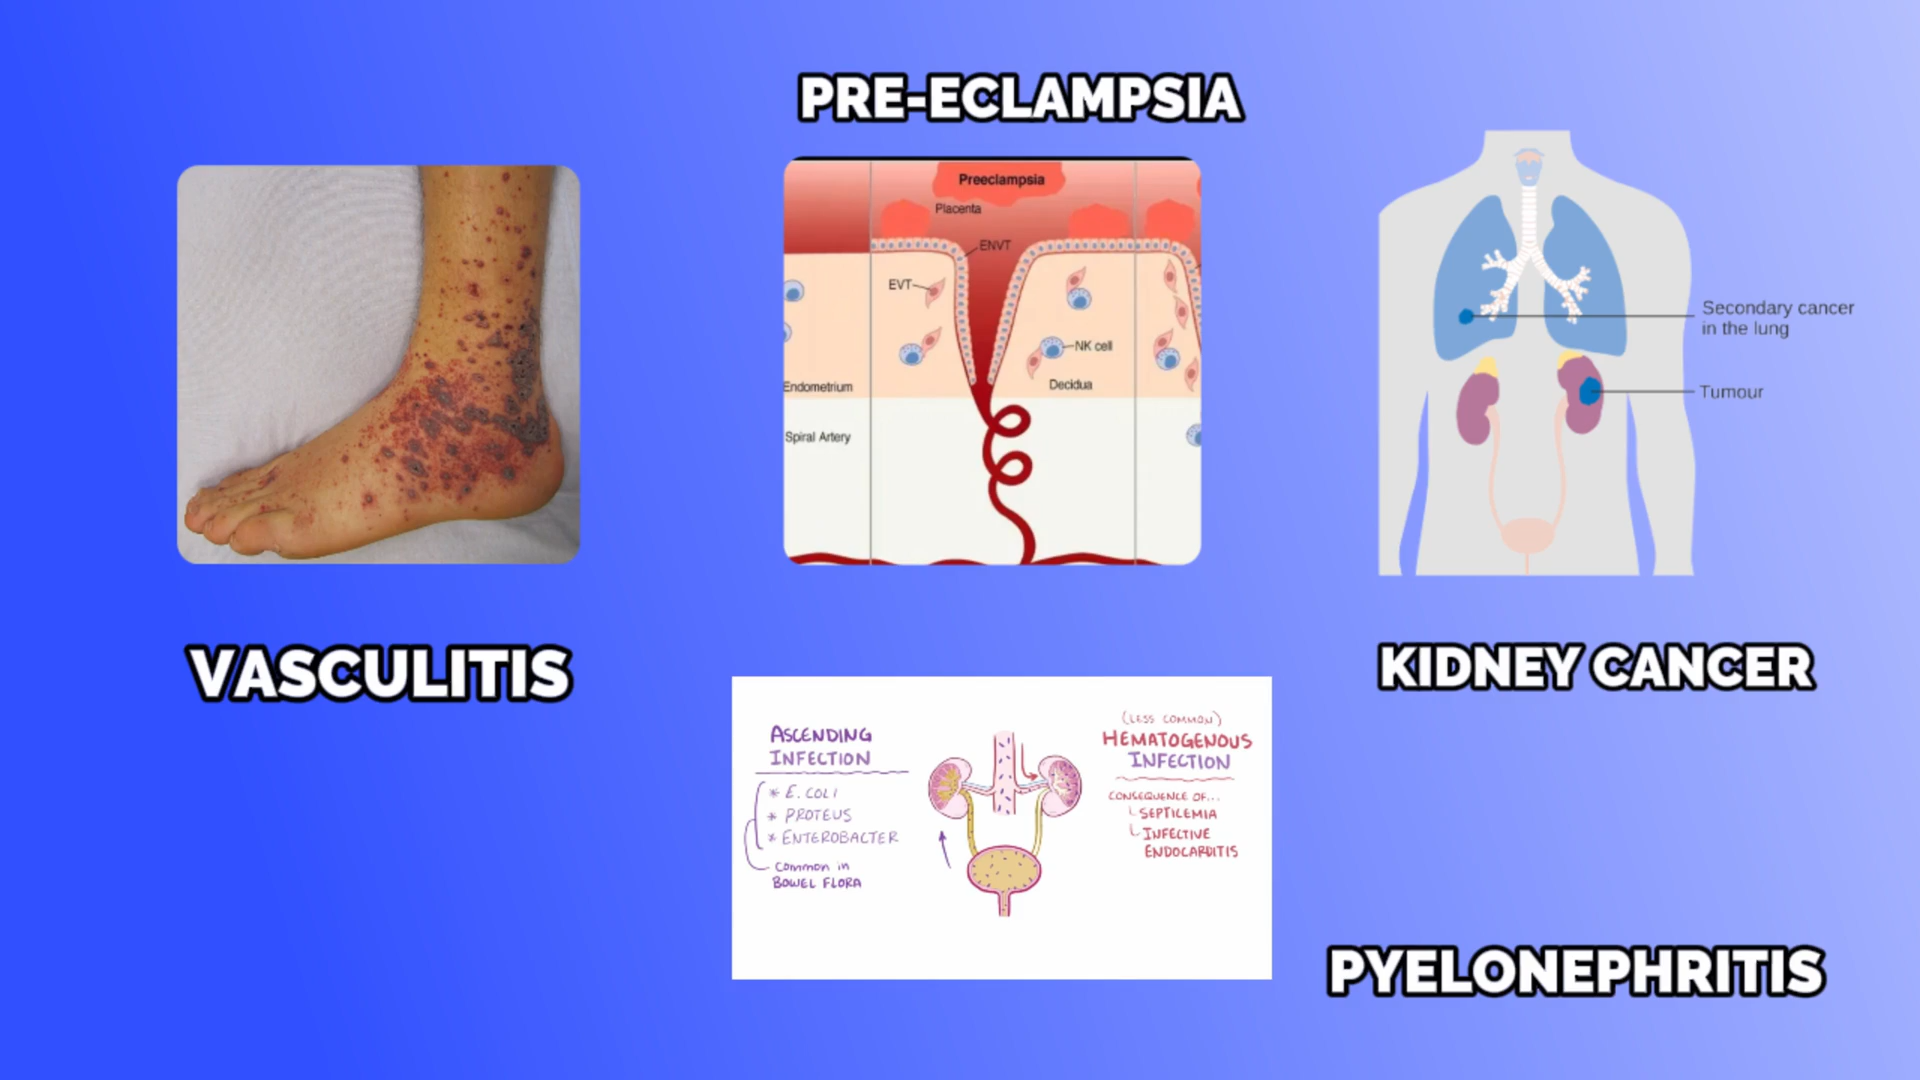 PRE-ECLAMPSIA
Preeclampsia
Placenta
ENVT
EVT
NK cell
Endometrium
Decidua
Spiral Artery
Secondary cancer
in the lung
Tumour
VASCULITIS
KIDNEY CANCER
ASCENDING
INFECTION
* E. COLI
* PROTEUS
* ENTEROBACTER
Common in
BOWEL FLORA
(LESS COMMON)
HEMATOGENOUS
INFECTION
CONSEQUENCE OF...
SEPTICEMIA
INFECTIVE
ENDOCARDITIS
PYELONEPHRITIS